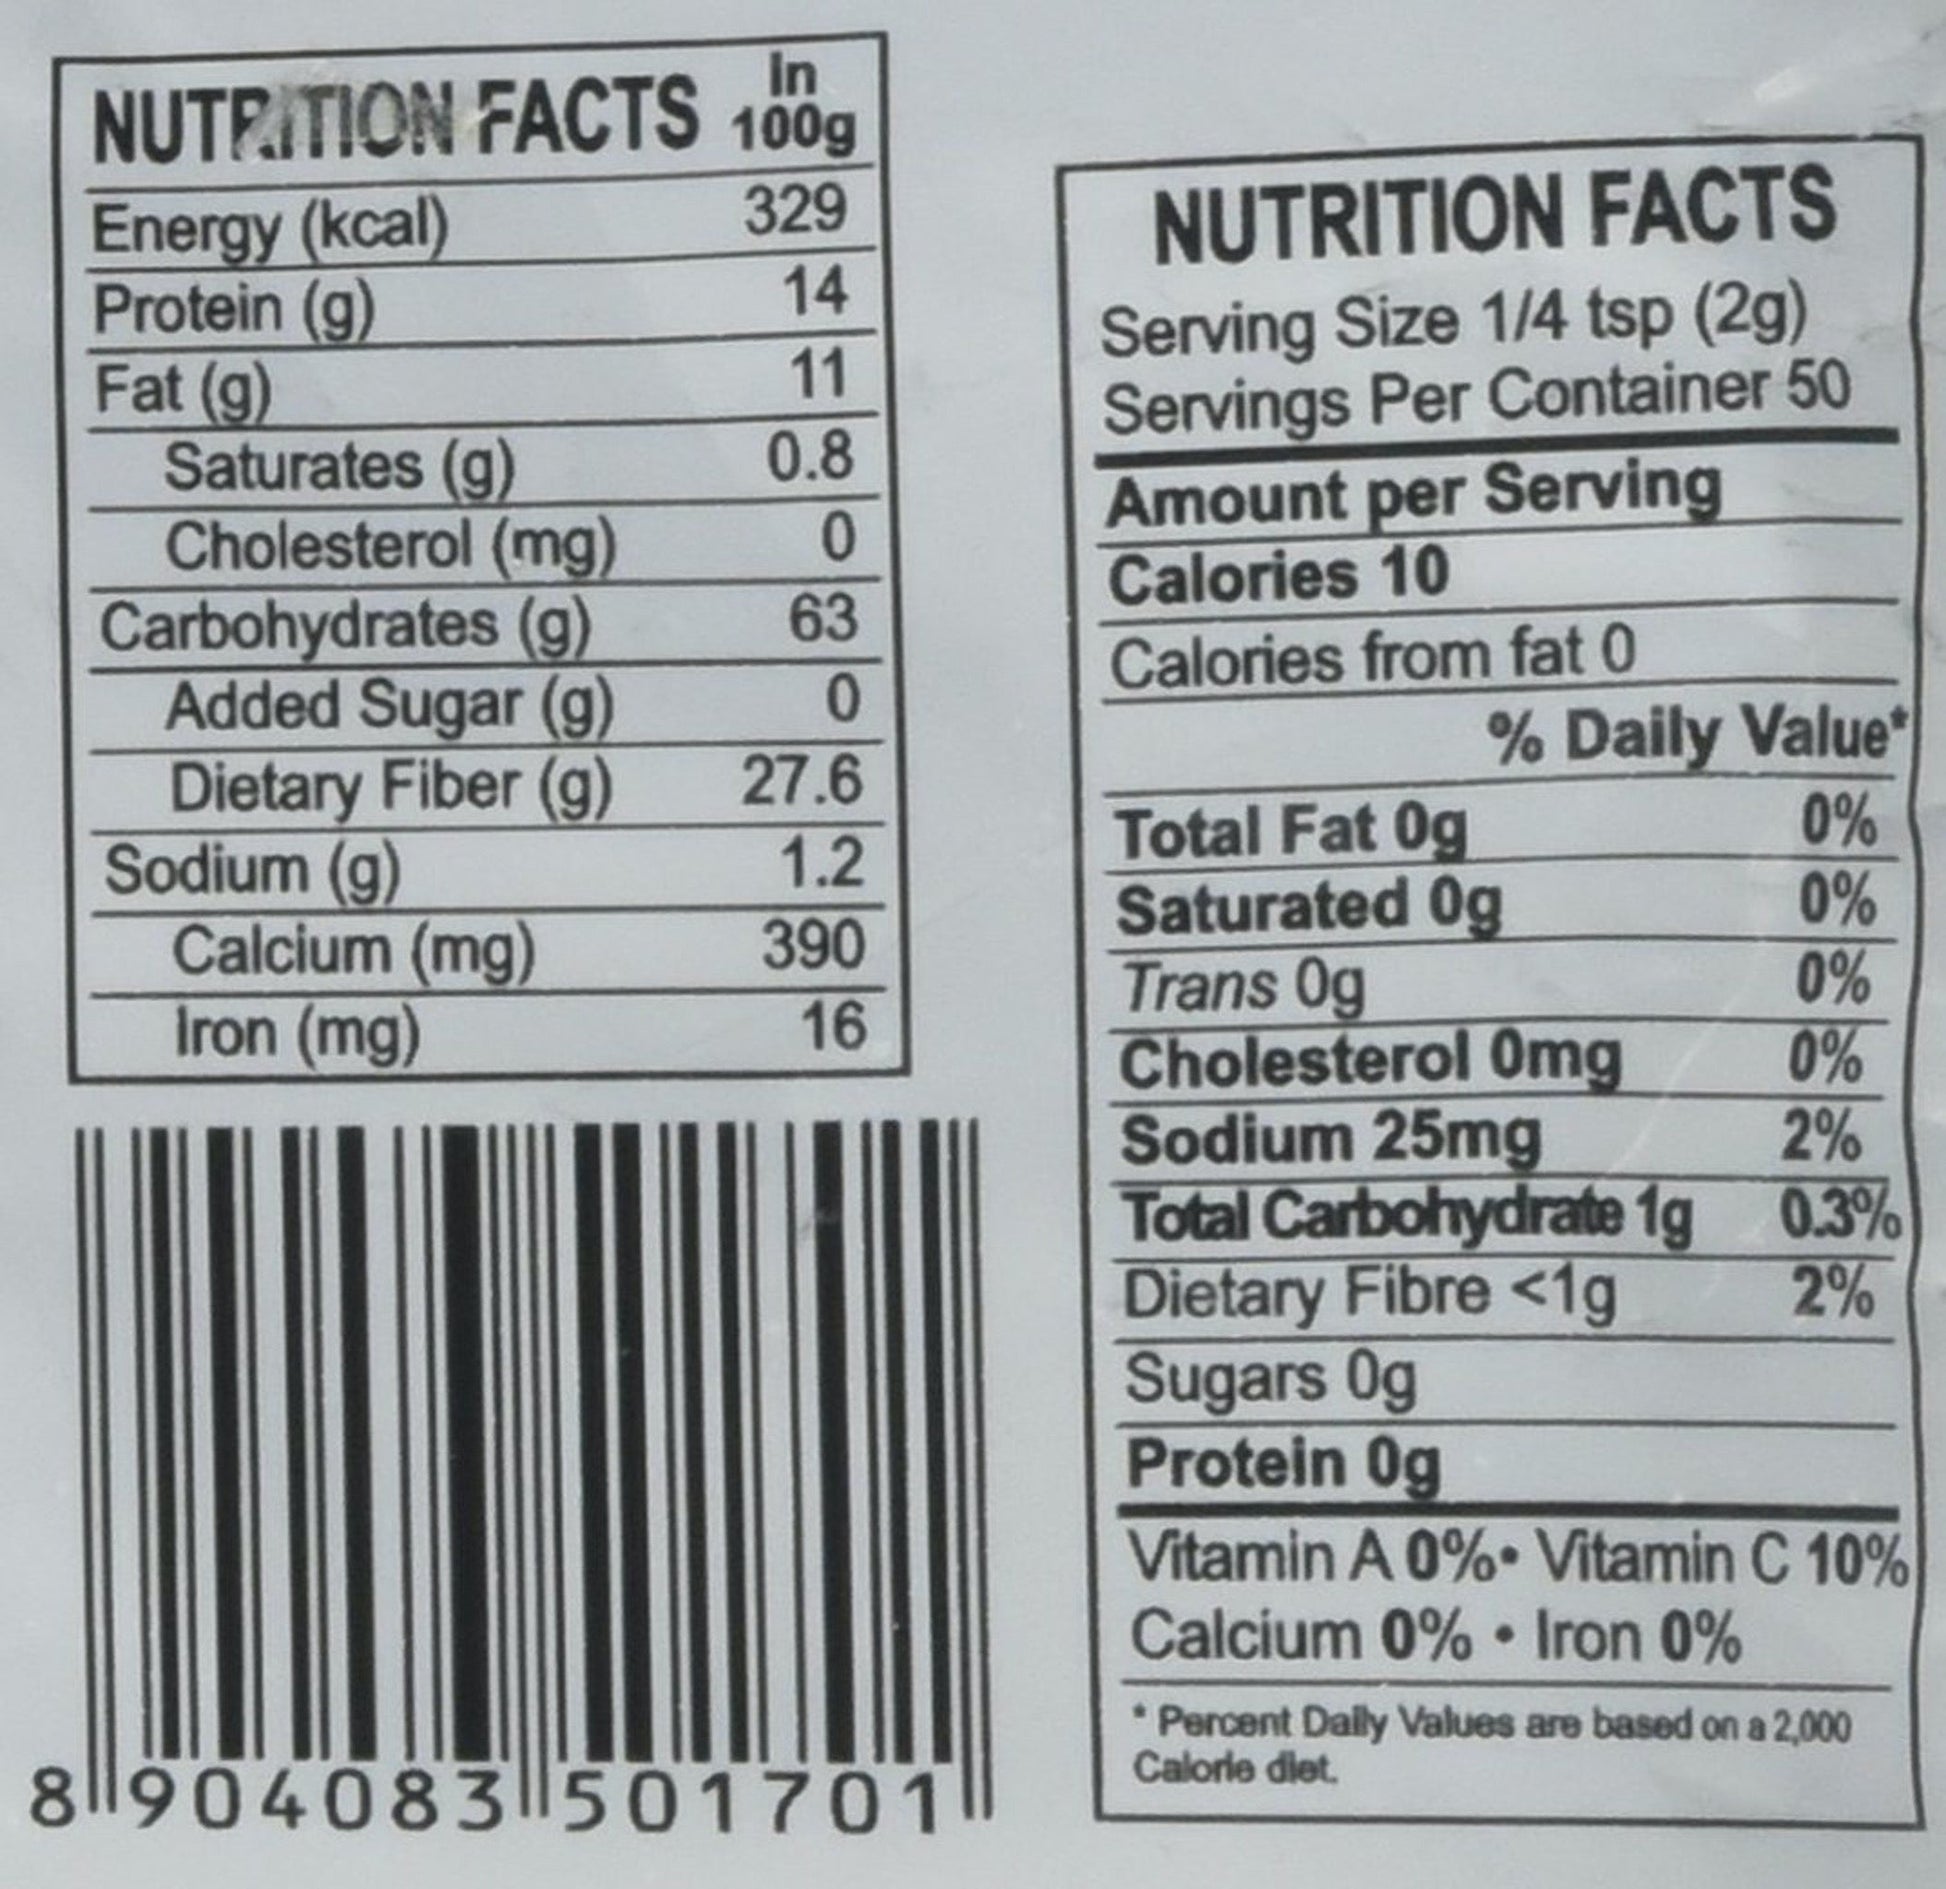 NUTRITION FACTS In 100g
Energy (kcal) 329
Protein (g) 14
Fat (g) 11
Saturates (g) 0.8
Cholesterol (mg) 0
Carbohydrates (g) 63
Added Sugar (g) 0
Dietary Fiber (g) 27.6
Sodium (g) 1.2
Calcium (mg) 390
Iron (mg) 16
8 904083 501701
NUTRITION FACTS
Serving Size 1/4 tsp (2g)
Servings Per Container 50
Amount per Serving
Calories 10
Calories from fat 0
% Daily Value*
Total Fat 0g 0%
Saturated 0g 0%
Trans 0g 0%
Cholesterol 0mg 0%
Sodium 25mg 2%
Total Carbohydrate 1g 0.3%
Dietary Fibre <1g 2%
Sugars 0g
Protein 0g
Vitamin A 0% • Vitamin C 10%
Calcium 0% • Iron 0%
* Percent Daily Values are based on a 2,000
Calorie diet.